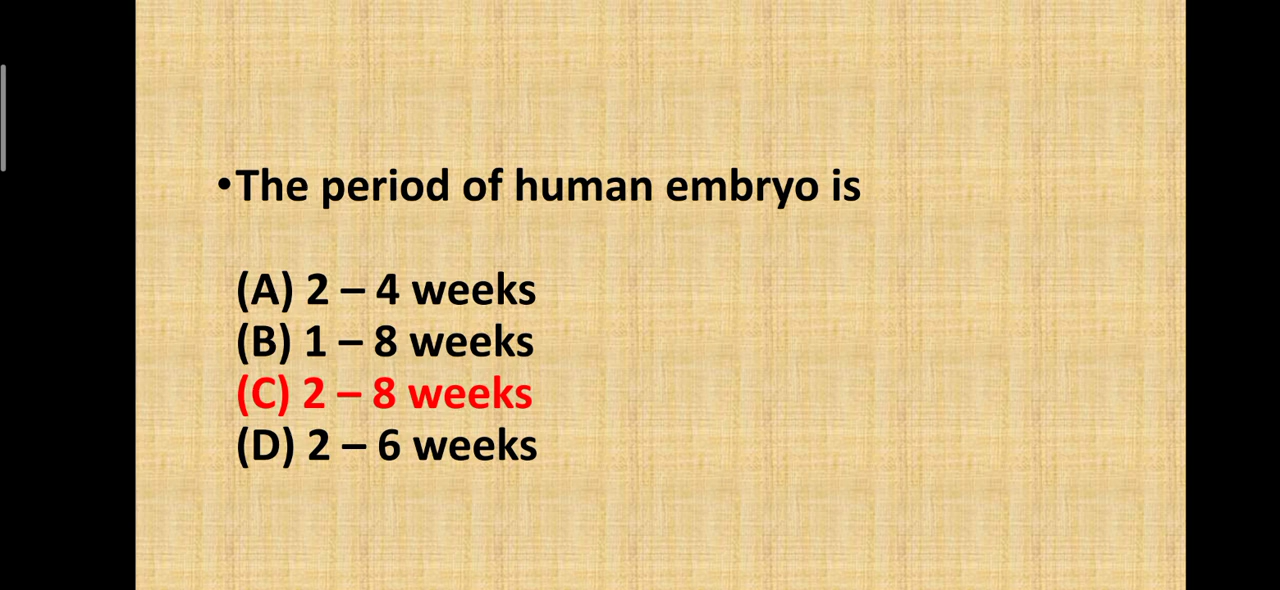 •The period of human embryo is
(A) 2 – 4 weeks
(B) 1 – 8 weeks
(C) 2 – 8 weeks
(D) 2 – 6 weeks